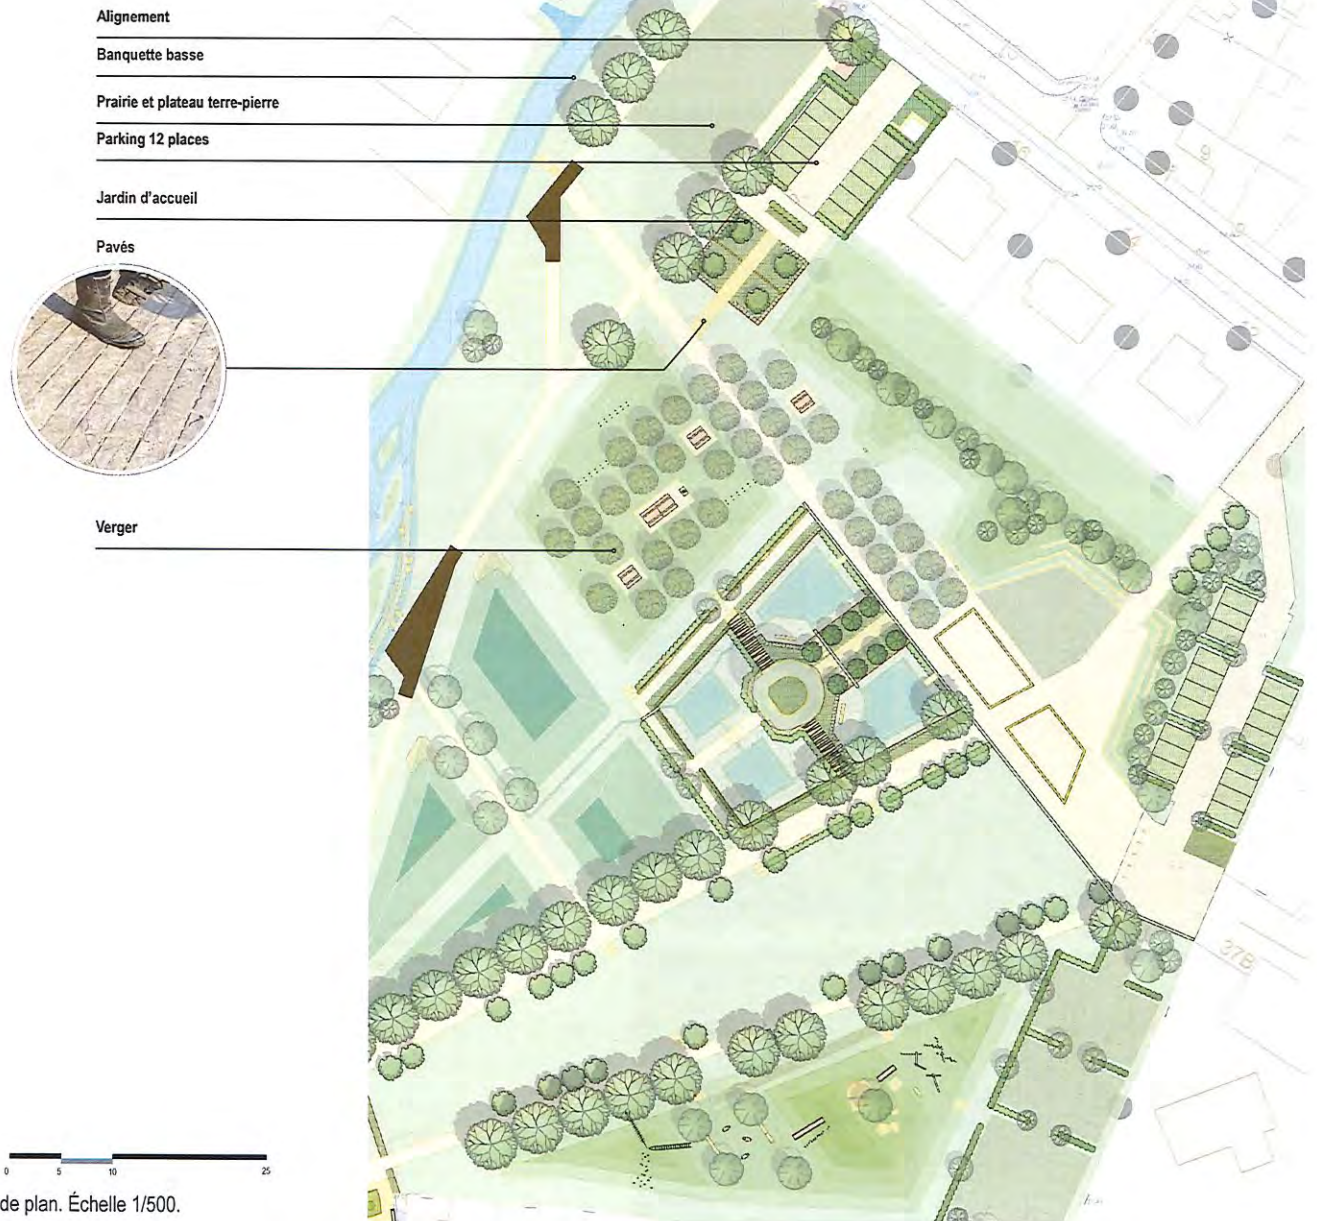 Alignement
Banquette basse
Prairie et plateau terre-pierre
Parking 12 places
Jardin d'accueil
Pavés
Verger
37B
0 5 10 25
de plan. Échelle 1/500.